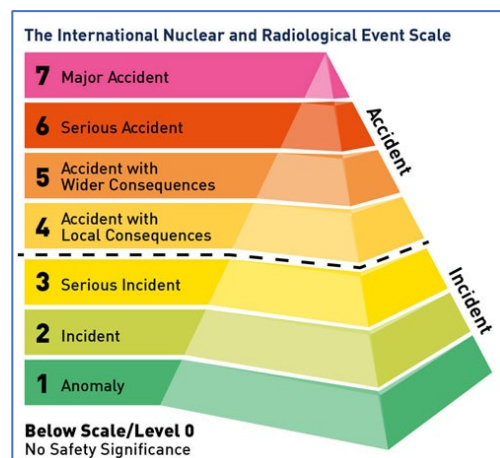 The International Nuclear and Radiological Event Scale
7 Major Accident
6 Serious Accident
5 Accident with
Wider Consequences
4 Accident with
Local Consequences
3 Serious Incident
2 Incident
1 Anomaly
Below Scale/Level 0
No Safety Significance
Accident
Incident